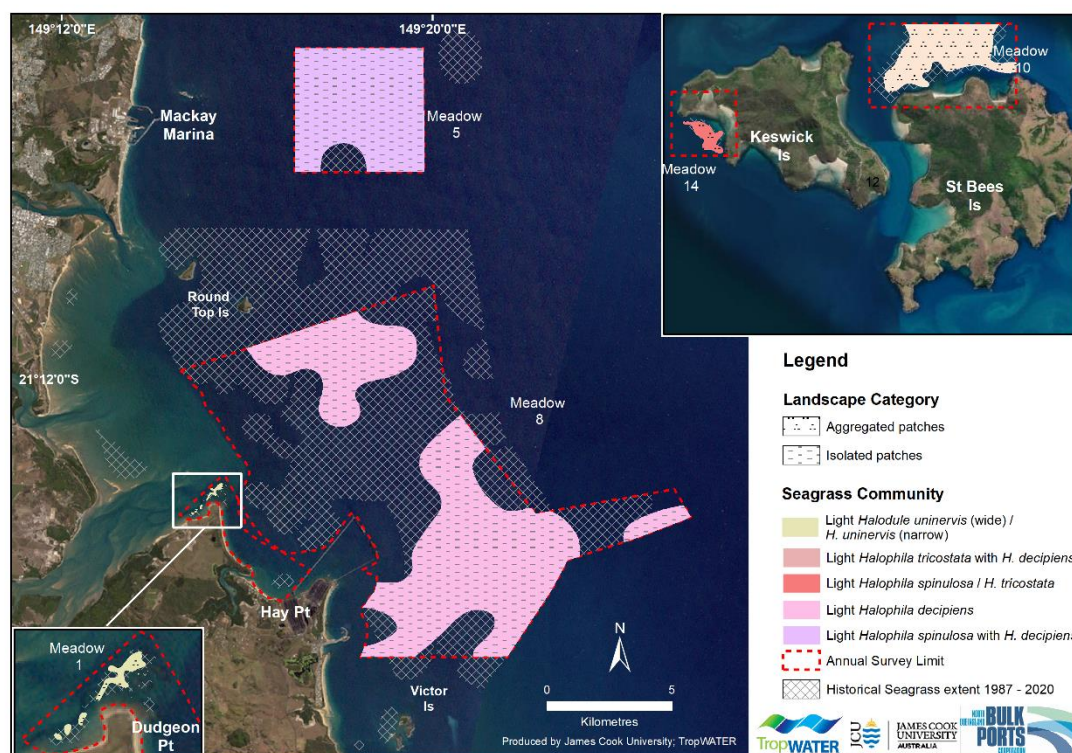 149°12'0"E
149°20'0"E
Mackay
Marina
Meadow
5
Round
Top Is
21°12'0"S
Meadow
8
Hay Pt
Victor
Is
N
0 5
Kilometres
Produced by James Cook University; TropWATER
Meadow
1
Dudgeon
Pt
Meadow
10
Keswick
Is
Meadow
14
12
St Bees
Is
Legend
Landscape Category
Aggregated patches
Isolated patches
Seagrass Community
Light Halodule uninervis (wide) /
H. uninervis (narrow)
Light Halophila tricostata with H. decipiens
Light Halophila spinulosa / H. tricostata
Light Halophila decipiens
Light Halophila spinulosa with H. decipiens
Annual Survey Limit
Historical Seagrass extent 1987 - 2020
TropWATER
JCU
JAMES COOK
UNIVERSITY
AUSTRALIA
NORTH
QUEENSLAND
BULK
PORTS
CORPORATION